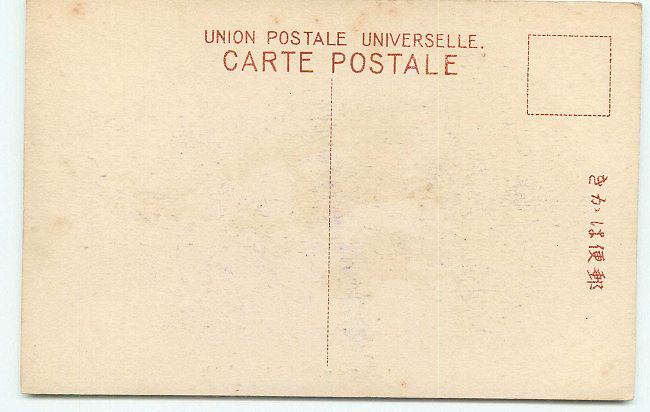 UNION POSTALE UNIVERSELLE.
CARTE POSTALE
きかは便郵